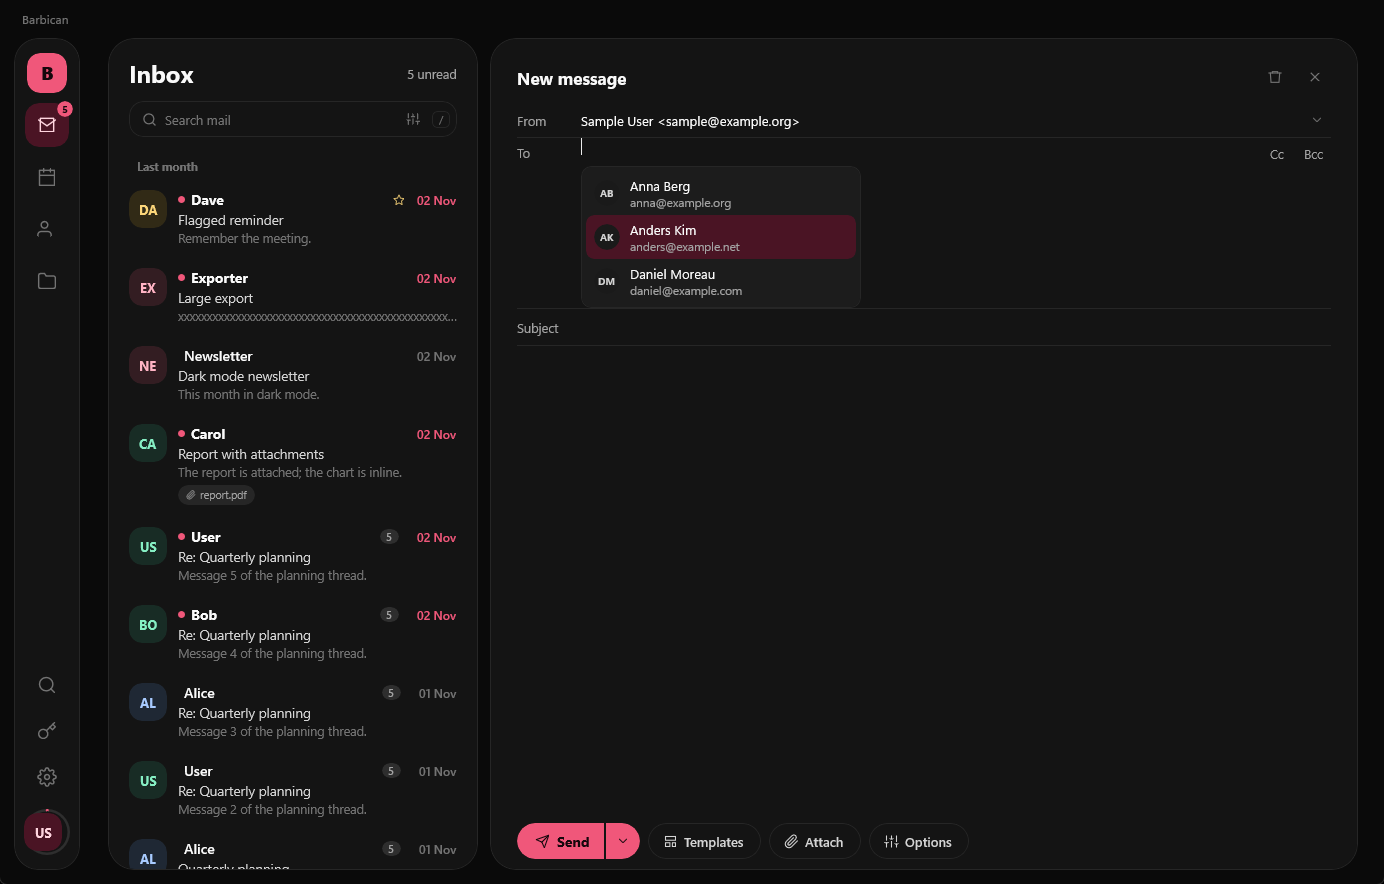 Barbican
B
5
US
Inbox
5 unread
Search mail
/
Last month
DA
Dave
02 Nov
Flagged reminder
Remember the meeting.
EX
Exporter
02 Nov
Large export
NE
Newsletter
02 Nov
Dark mode newsletter
This month in dark mode.
CA
Carol
02 Nov
Report with attachments
The report is attached; the chart is inline.
report.pdf
US
User
5
02 Nov
Re: Quarterly planning
Message 5 of the planning thread.
BO
Bob
5
02 Nov
Re: Quarterly planning
Message 4 of the planning thread.
AL
Alice
5
01 Nov
Re: Quarterly planning
Message 3 of the planning thread.
US
User
5
01 Nov
Re: Quarterly planning
Message 2 of the planning thread.
AL
Alice
5
01 Nov
Quarterly planning
New message
From
Sample User <sample@example.org>
To
Cc
Bcc
AB
Anna Berg
anna@example.org
AK
Anders Kim
anders@example.net
DM
Daniel Moreau
daniel@example.com
Subject
Send
Templates
Attach
Options